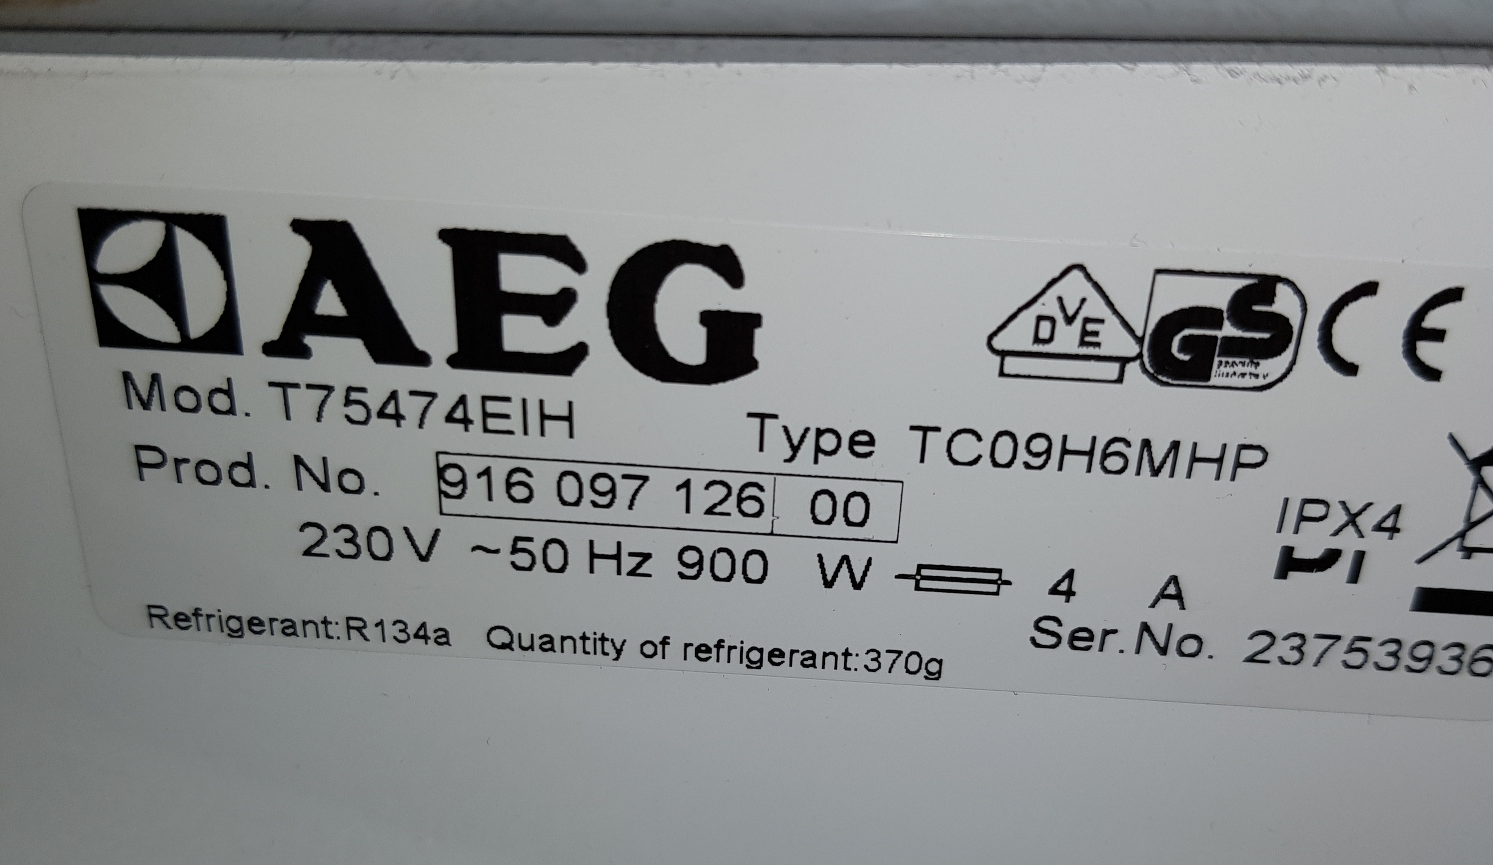 AEG
DVE GS CE
Mod. T75474EIH Type TC09H6MHP
Prod. No. 916 097 126 00
IPX4
230V ~50 Hz 900 W 4 A
Refrigerant:R134a Quantity of refrigerant:370g
Ser.No. 23753936